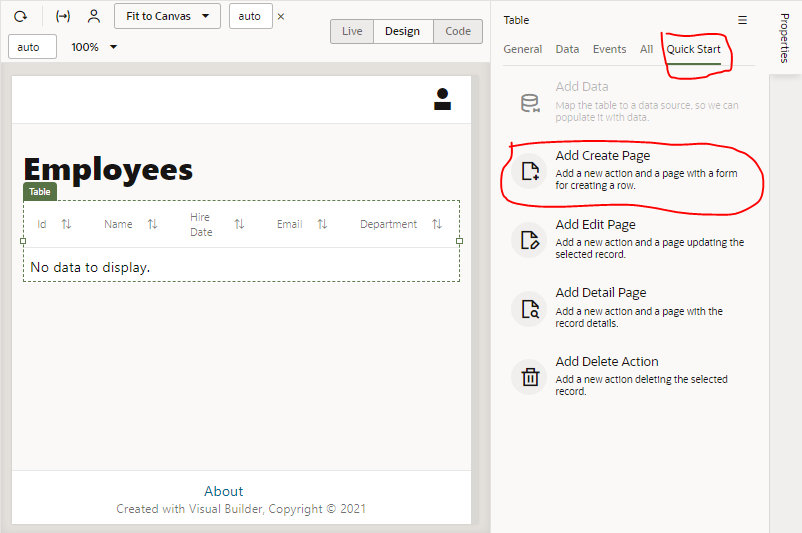 Fit to Canvas
auto
×
Live
Design
Code
auto
100%
Employees
Table
Id
Name
Hire
Date
Email
Department
No data to display.
About
Created with Visual Builder, Copyright © 2021
Table
General
Data
Events
All
Quick Start
Add Data
Map the table to a data source, so we can
populate it with data.
Add Create Page
Add a new action and a page with a form
for creating a row.
Add Edit Page
Add a new action and a page updating the
selected record.
Add Detail Page
Add a new action and a page with the
record details.
Add Delete Action
Add a new action deleting the selected
record.
Properties